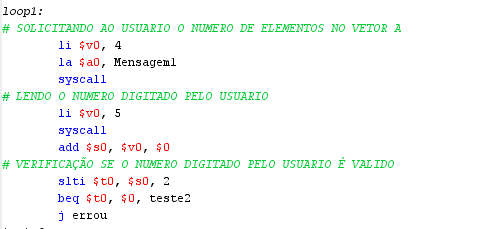 loop1:
# SOLICITANDO AO USUARIO O NUMERO DE ELEMENTOS NO VETOR A
li $v0, 4
la $a0, Mensagem1
syscall
# LENDO O NUMERO DIGITADO PELO USUARIO
li $v0, 5
syscall
add $s0, $v0, $0
# VERIFICAÇÃO SE O NUMERO DIGITADO PELO USUARIO É VALIDO
slti $t0, $s0, 2
beq $t0, $0, teste2
j errou